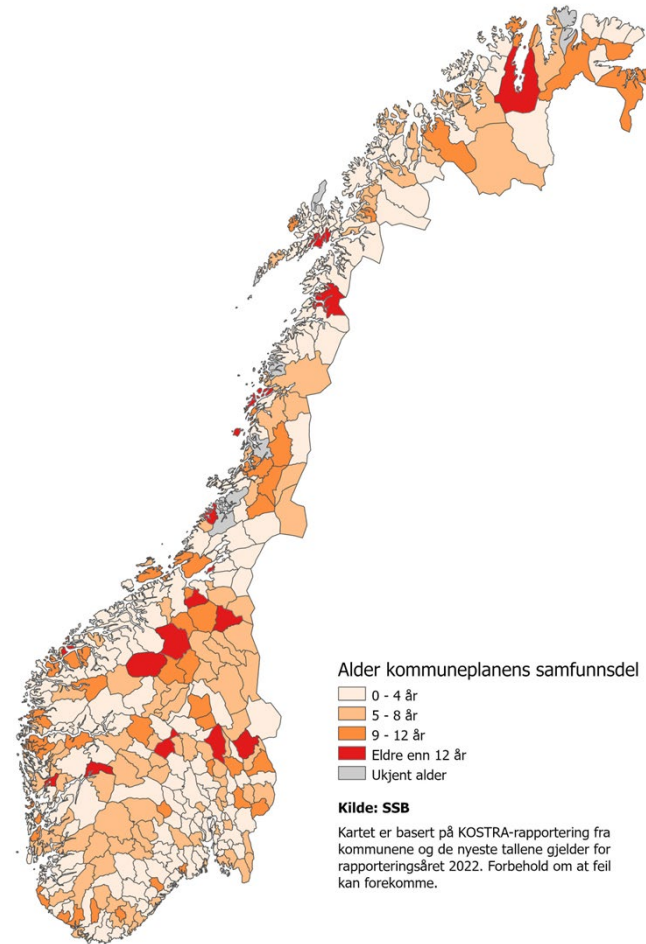 Alder kommuneplanens samfunnsdel
0 - 4 år
5 - 8 år
9 - 12 år
Eldre enn 12 år
Ukjent alder
Kilde: SSB
Kartet er basert på KOSTRA-rapportering fra
kommunene og de nyeste tallene gjelder for
rapporteringsåret 2022. Forbehold om at feil
kan forekomme.